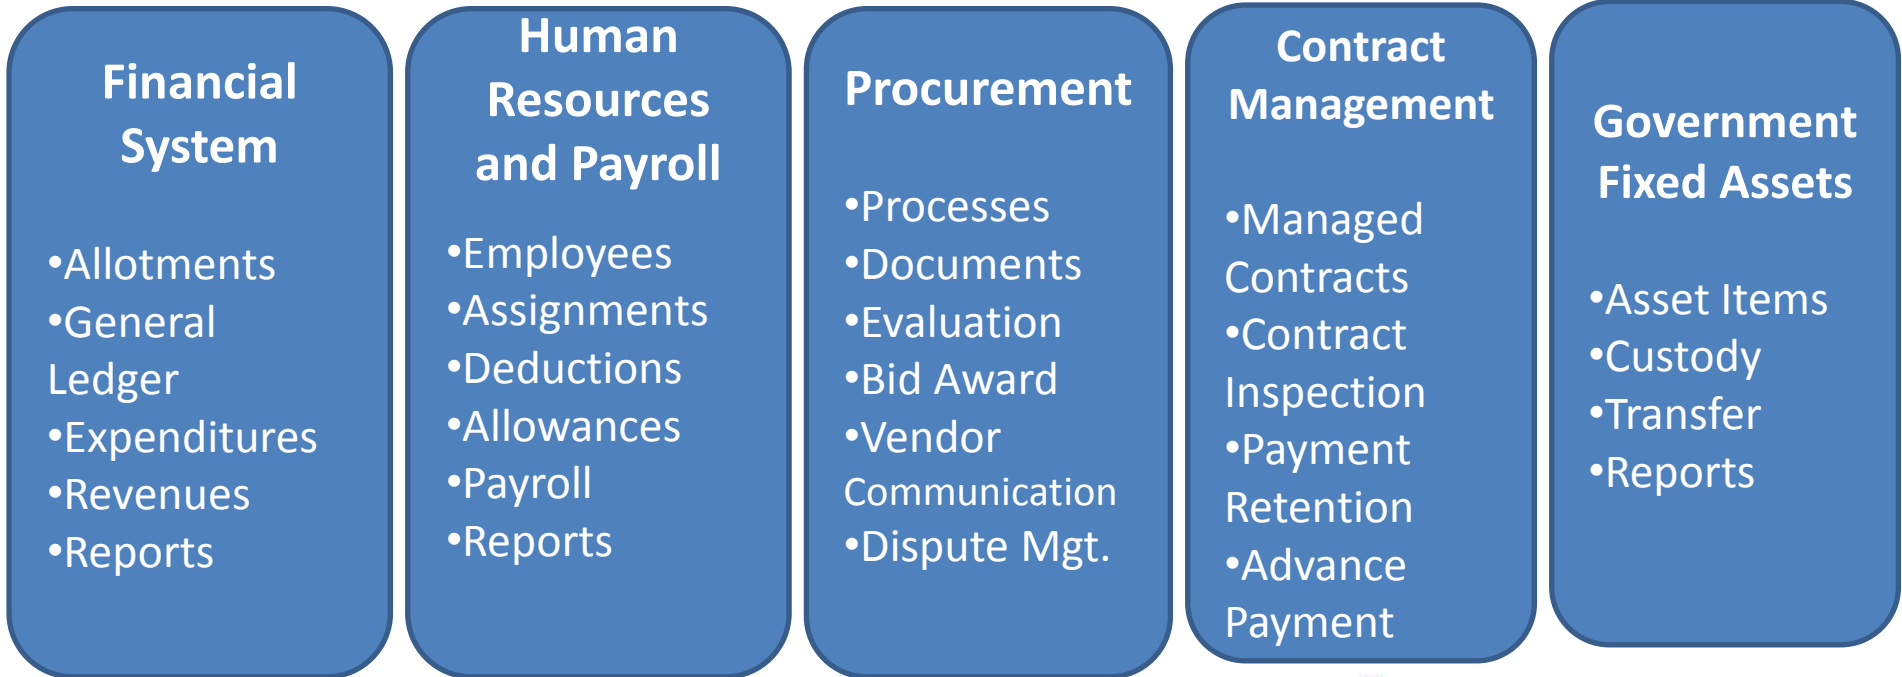 Financial
System
•Allotments
•General
Ledger
•Expenditures
•Revenues
•Reports
Human
Resources
and Payroll
•Employees
•Assignments
•Deductions
•Allowances
•Payroll
•Reports
Procurement
•Processes
•Documents
•Evaluation
•Bid Award
•Vendor
Communication
•Dispute Mgt.
Contract
Management
•Managed
Contracts
•Contract
Inspection
•Payment
Retention
•Advance
Payment
Government
Fixed Assets
•Asset Items
•Custody
•Transfer
•Reports